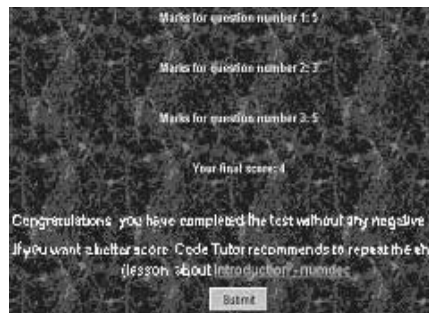 Marks for question number 1: 5
Marks for question number 2: 3
Marks for question number 3: 5
Your final score: 4
Congratulations you have completed the test without any negative
If you want a better score Code Tutor recommends to repeat the
(lesson about Introduction -
Submit